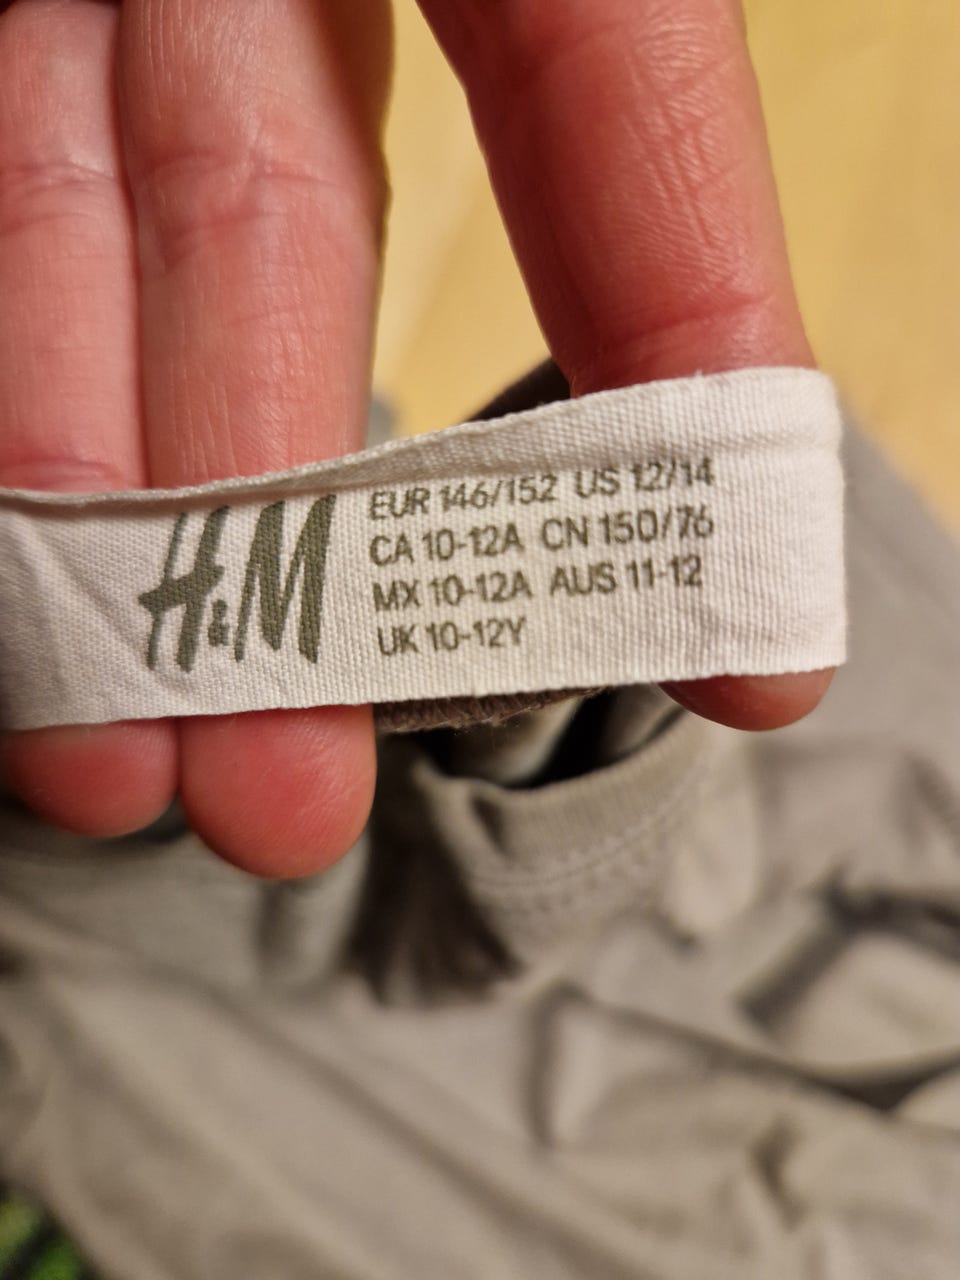 H&M
EUR 146/152 US 12/14
CA 10-12A CN 150/76
MX 10-12A AUS 11-12
UK 10-12Y